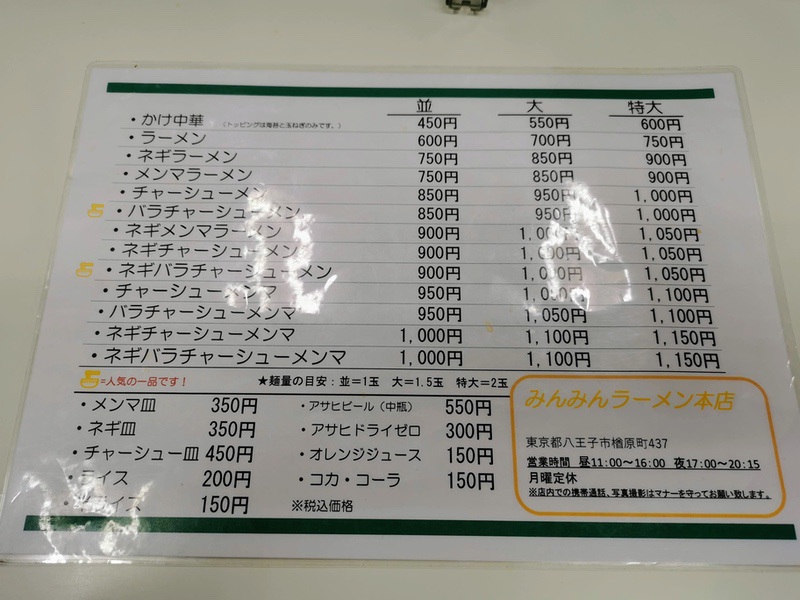 並 大 特大
・かけ中華 （トッピングは海苔と玉ねぎのみです。） 450円 550円 600円
・ラーメン 600円 700円 750円
・ネギラーメン 750円 850円 900円
・メンマラーメン 750円 850円 900円
・チャーシューメン 850円 950円 1,000円
・バラチャーシューメン 850円 950円 1,000円
・ネギメンマラーメン 900円 1,000円 1,050円
・ネギチャーシューメン 900円 1,000円 1,050円
・ネギバラチャーシューメン 900円 1,000円 1,050円
・チャーシューメンマ 950円 1,050円 1,100円
・バラチャーシューメンマ 950円 1,050円 1,100円
・ネギチャーシューメンマ 1,000円 1,100円 1,150円
・ネギバラチャーシューメンマ 1,000円 1,100円 1,150円
=人気の一品です！ ★麺量の目安：並＝1玉 大＝1.5玉 特大＝2玉
・メンマ皿 350円
・ネギ皿 350円
・チャーシュー皿 450円
・ライス 200円
・半ライス 150円
・アサヒビール（中瓶） 550円
・アサヒドライゼロ 300円
・オレンジジュース 150円
・コカ・コーラ 150円
※税込価格
みんみんラーメン本店
東京都八王子市楢原町437
営業時間 昼11:00～16:00 夜17:00～20:15
月曜定休
※店内での携帯通話、写真撮影はマナーを守ってお願い致します。